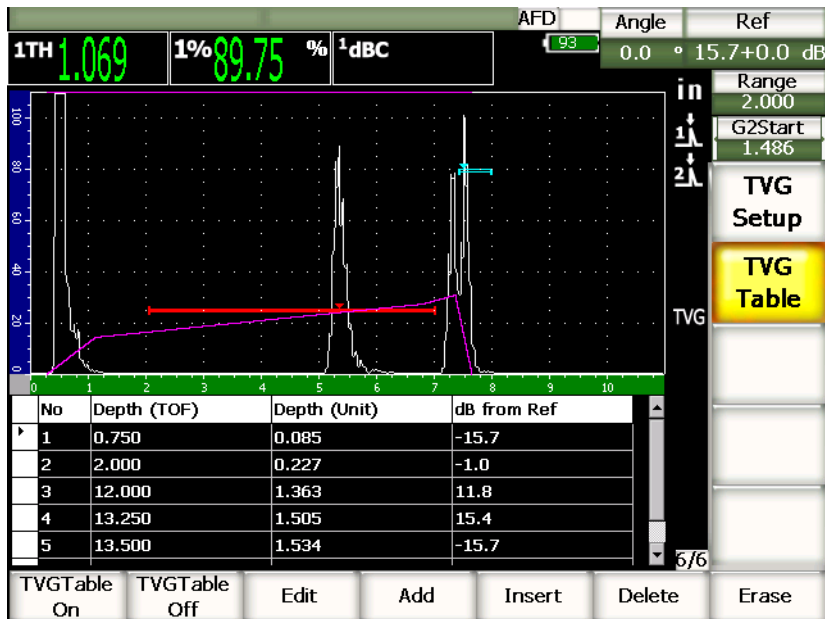 AFD
Angle
Ref
93
0.0 °
15.7+0.0 dB
1TH 1.069
1% 89.75 %
1dBC
in
Range
2.000
G2Start
1.486
1
2
TVG
Setup
TVG
Table
TVG
100
80
60
40
20
0
0 1 2 3 4 5 6 7 8 9 10
No Depth (TOF) Depth (Unit) dB from Ref
1 0.750 0.085 -15.7
2 2.000 0.227 -1.0
3 12.000 1.363 11.8
4 13.250 1.505 15.4
5 13.500 1.534 -15.7
6/6
TVGTable
On
TVGTable
Off
Edit
Add
Insert
Delete
Erase